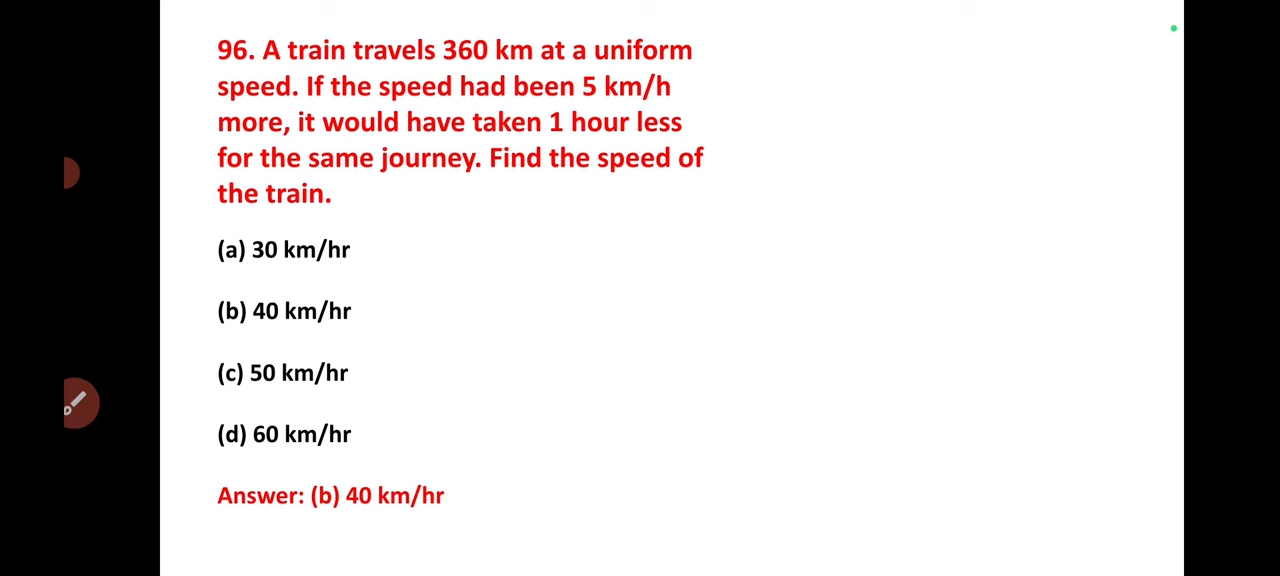 96. A train travels 360 km at a uniform
speed. If the speed had been 5 km/h
more, it would have taken 1 hour less
for the same journey. Find the speed of
the train.
(a) 30 km/hr
(b) 40 km/hr
(c) 50 km/hr
(d) 60 km/hr
Answer: (b) 40 km/hr